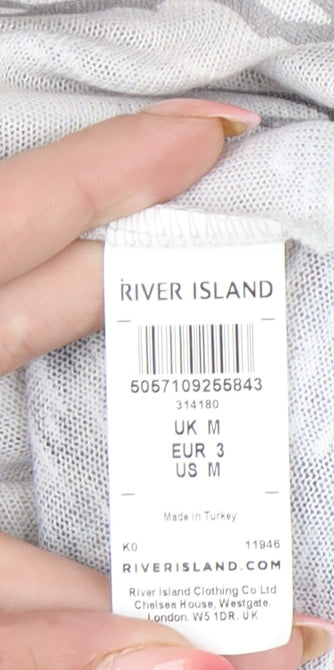 RIVER ISLAND
5057109255843
314180
UK M
EUR 3
US M
Made in Turkey
K0 11946
RIVERISLAND.COM
River Island Clothing Co Ltd
Chelsea House, Westgate
London. W5 1DR. UK